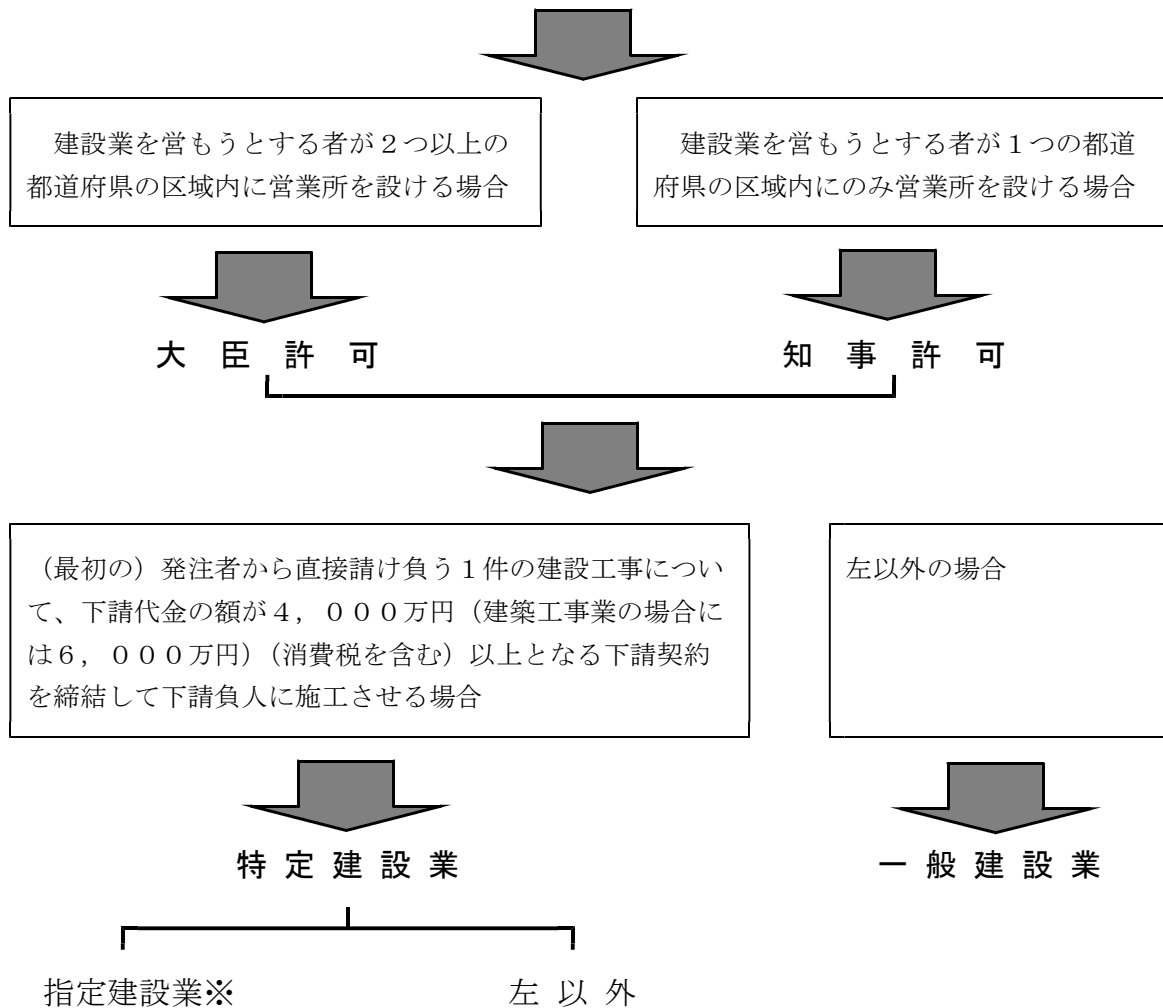 建設業を営もうとする者が２つ以上の
都道府県の区域内に営業所を設ける場合
建設業を営もうとする者が１つの都道
府県の区域内にのみ営業所を設ける場合
大臣許可
知事許可
（最初の）発注者から直接請け負う１件の建設工事につい
て、下請代金の額が４，０００万円（建築工事業の場合に
は６，０００万円）（消費税を含む）以上となる下請契約
を締結して下請負人に施工させる場合
左以外の場合
特定建設業
一般建設業
指定建設業※
左以外